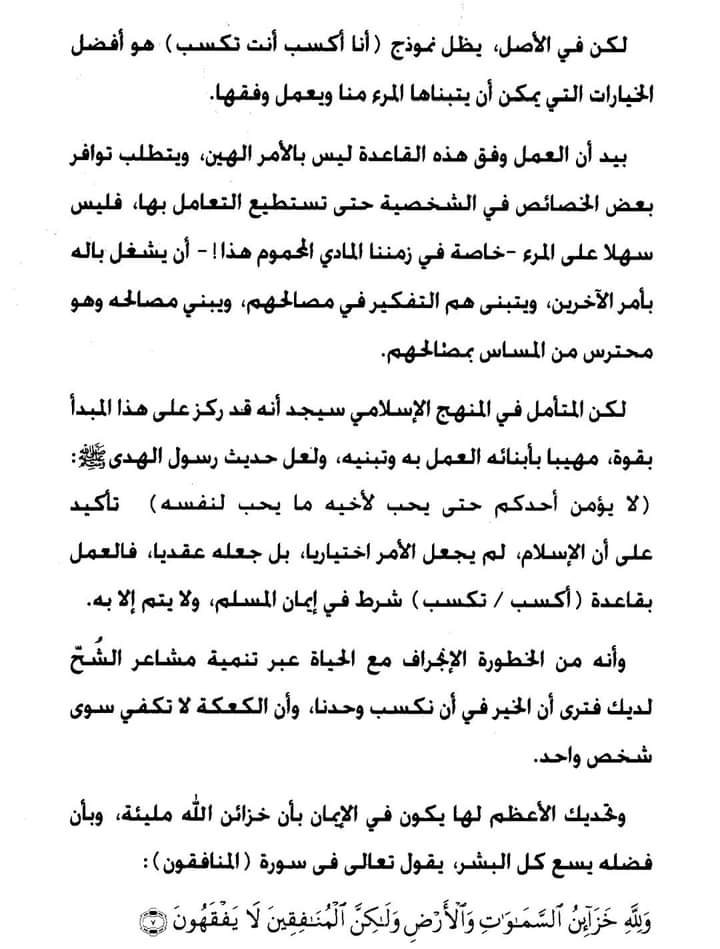 لكن في الأصل، يظل نموذج (أنا أكسب أنت تكسب) هو أفضل
الخيارات التي يمكن أن يتبناها المرء منا ويعمل وفقها.
بيد أن العمل وفق هذه القاعدة ليس بالأمر الهين، ويتطلب توافر
بعض الخصائص في الشخصية حتى تستطيع التعامل بها، فليس
سهلا على المرء -خاصة في زمننا المادي المحموم هذا!- أن يشغل باله
بأمر الآخرين، ويتبنى هم التفكير في مصالحهم، ويبني مصالحه وهو
محترس من المساس بمصالحهم.
لكن المتأمل في المنهج الإسلامي سيجد أنه قد ركز على هذا المبدأ
بقوة، مهيبا بأبنائه العمل به وتبنيه، ولعل حديث رسول الهدى ﷺ:
(لا يؤمن أحدكم حتى يحب لأخيه ما يحب لنفسه) تأكيد
على أن الإسلام، لم يجعل الأمر اختياريا، بل جعله عقديا، فالعمل
بقاعدة (أكسب / تكسب) شرط في إيمان المسلم، ولا يتم إلا به.
وأنه من الخطورة الإنجراف مع الحياة عبر تنمية مشاعر الشُحّ
لديك فترى أن الخير في أن نكسب وحدنا، وأن الكعكة لا تكفي سوى
شخص واحد.
وتحديك الأعظم لها يكون في الإيمان بأن خزائن الله مليئة، وبأن
فضله يسع كل البشر، يقول تعالى فى سورة (المنافقون):
وَلِلَّهِ خَزَآئِنُ ٱلسَّمَـٰوَٰتِ وَٱلْأَرْضِ وَلَـٰكِنَّ ٱلْمُنَـٰفِقِينَ لَا يَفْقَهُونَ ٧